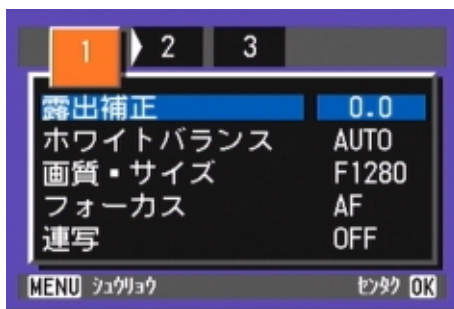 1 2 3
露出補正 0.0
ホワイトバランス AUTO
画質・サイズ F1280
フォーカス AF
連写 OFF
MENU シュウリョウ センタク OK